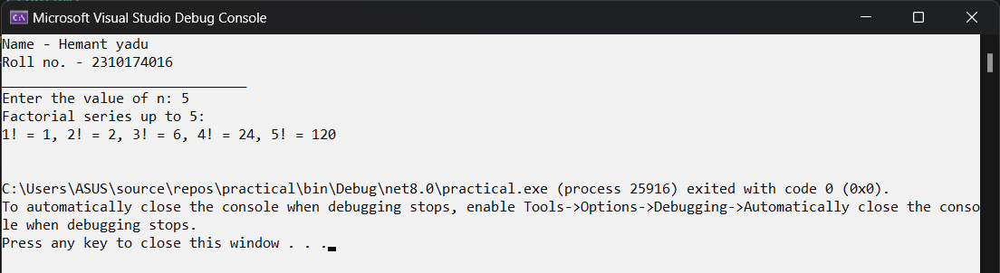 Microsoft Visual Studio Debug Console
Name - Hemant yadu
Roll no. - 2310174016
______________________________
Enter the value of n: 5
Factorial series up to 5:
1! = 1, 2! = 2, 3! = 6, 4! = 24, 5! = 120
C:\Users\ASUS\source\repos\practical\bin\Debug\net8.0\practical.exe (process 25916) exited with code 0 (0x0).
To automatically close the console when debugging stops, enable Tools->Options->Debugging->Automatically close the conso
le when debugging stops.
Press any key to close this window . . .